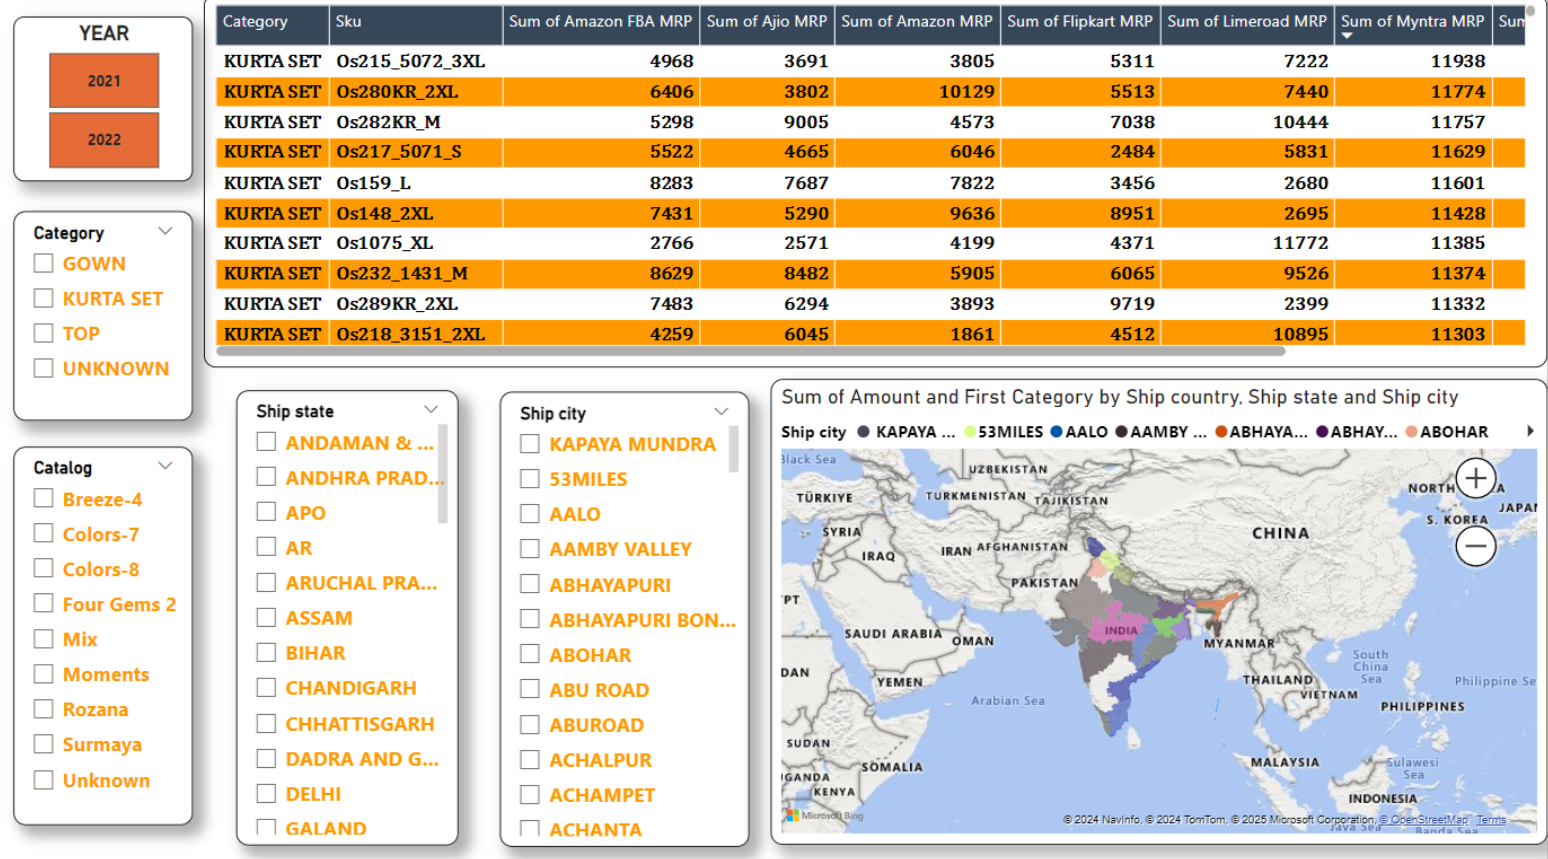 YEAR
2021
2022
Category Sku Sum of Amazon FBA MRP Sum of Ajio MRP Sum of Amazon MRP Sum of Flipkart MRP Sum of Limeroad MRP Sum of Myntra MRP Sum
KURTA SET Os215_5072_3XL 4968 3691 3805 5311 7222 11938
KURTA SET Os280KR_2XL 6406 3802 10129 5513 7440 11774
KURTA SET Os282KR_M 5298 9005 4573 7038 10444 11757
KURTA SET Os217_5071_S 5522 4665 6046 2484 5831 11629
KURTA SET Os159_L 8283 7687 7822 3456 2680 11601
KURTA SET Os148_2XL 7431 5290 9636 8951 2695 11428
KURTA SET Os1075_XL 2766 2571 4199 4371 11772 11385
KURTA SET Os232_1431_M 8629 8482 5905 6065 9526 11374
KURTA SET Os289KR_2XL 7483 6294 3893 9719 2399 11332
KURTA SET Os218_3151_2XL 4259 6045 1861 4512 10895 11303
Category
GOWN
KURTA SET
TOP
UNKNOWN
Catalog
Breeze-4
Colors-7
Colors-8
Four Gems 2
Mix
Moments
Rozana
Surmaya
Unknown
Ship state
ANDAMAN & ...
ANDHRA PRAD...
APO
AR
ARUCHAL PRA...
ASSAM
BIHAR
CHANDIGARH
CHHATTISGARH
DADRA AND G...
DELHI
GALAND
Ship city
KAPAYA MUNDRA
53MILES
AALO
AAMBY VALLEY
ABHAYAPURI
ABHAYAPURI BON...
ABOHAR
ABU ROAD
ABUROAD
ACHALPUR
ACHAMPET
ACHANTA
Sum of Amount and First Category by Ship country, Ship state and Ship city
Ship city KAPAYA ... 53MILES AALO AAMBY ... ABHAYA... ABHAY... ABOHAR
Black Sea
UZBEKISTAN
NORTH A
TÜRKIYE
TURKMENISTAN
TAJIKISTAN
JAPAN
S. KOREA
SYRIA
CHINA
IRAQ
IRAN
AFGHANISTAN
PAKISTAN
PT
SAUDI ARABIA
OMAN
INDIA
MYANMAR
South
China
Sea
DAN
YEMEN
THAILAND
Philippine Se
Arabian Sea
VIETNAM
PHILIPPINES
SUDAN
SOMALIA
MALAYSIA
Sulawesi
Sea
GANDA
KENYA
INDONESIA
Microsoft Bing
© 2024 NavInfo, © 2024 TomTom, © 2025 Microsoft Corporation, © OpenStreetMap Terms
Java Sea
Banda Sea